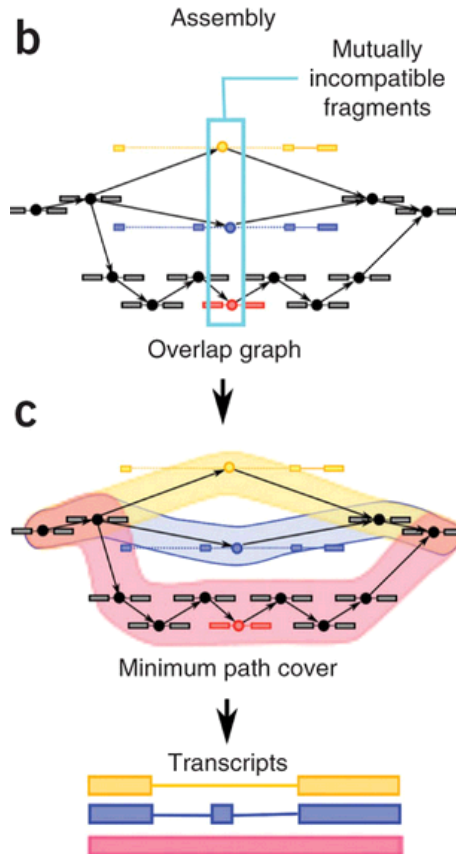 b
Assembly
Mutually
incompatible
fragments
Overlap graph
c
Minimum path cover
Transcripts